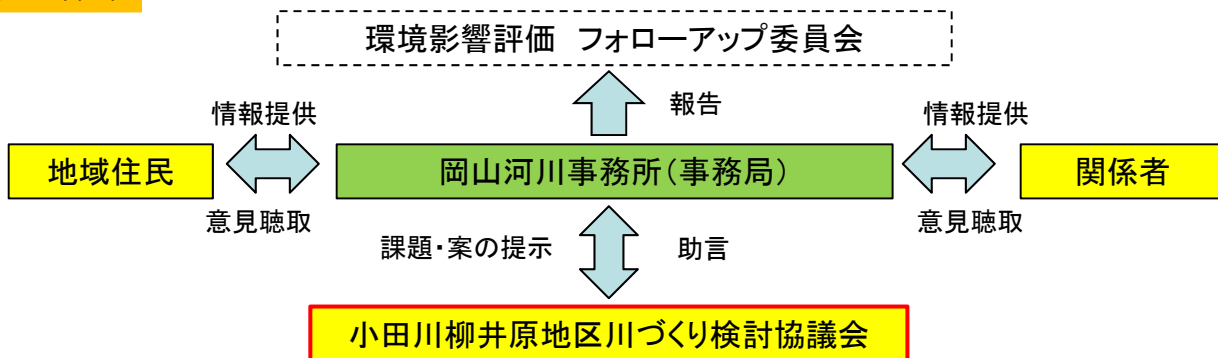 環境影響評価 フォローアップ委員会
報告
情報提供
情報提供
地域住民
岡山河川事務所(事務局)
関係者
意見聴取
意見聴取
課題・案の提示
助言
小田川柳井原地区川づくり検討協議会